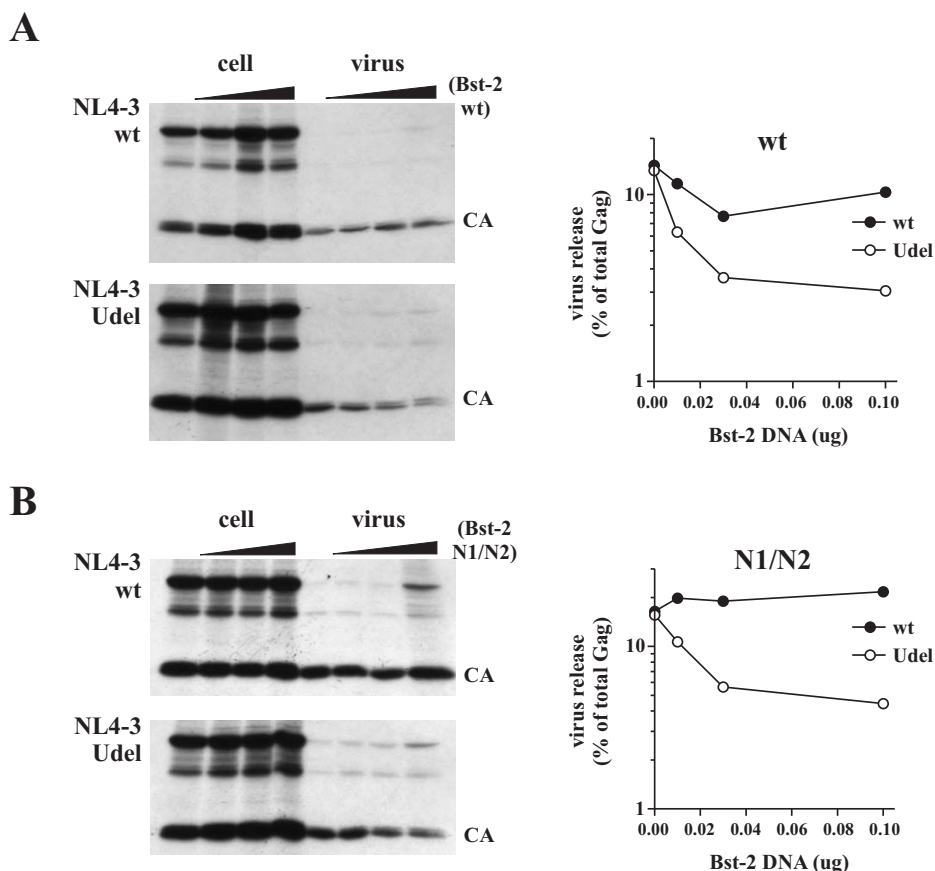 A
cell virus (Bst-2 wt)
NL4-3 wt
CA
NL4-3 Udel
CA
wt
10
1
virus release
(% of total Gag)
wt
Udel
0.00 0.02 0.04 0.06 0.08 0.10
Bst-2 DNA (ug)
B
cell virus (Bst-2 N1/N2)
NL4-3 wt
CA
NL4-3 Udel
CA
N1/N2
10
1
virus release
(% of total Gag)
wt
Udel
0.00 0.02 0.04 0.06 0.08 0.10
Bst-2 DNA (ug)